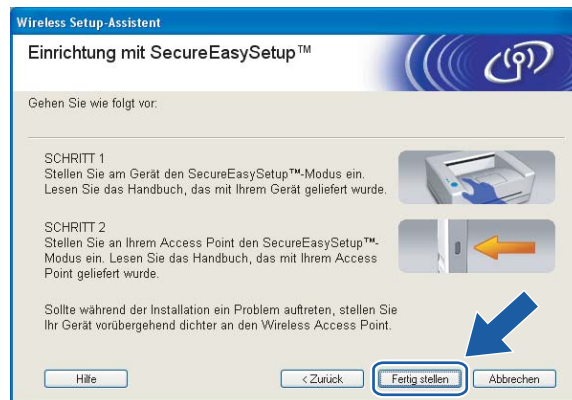 Wireless Setup-Assistent
Einrichtung mit SecureEasySetup™
Gehen Sie wie folgt vor:
SCHRITT 1
Stellen Sie am Gerät den SecureEasySetup™-Modus ein.
Lesen Sie das Handbuch, das mit Ihrem Gerät geliefert wurde.
SCHRITT 2
Stellen Sie an Ihrem Access Point den SecureEasySetup™-
Modus ein. Lesen Sie das Handbuch, das mit Ihrem Access
Point geliefert wurde.
Sollte während der Installation ein Problem auftreten, stellen Sie
Ihr Gerät vorübergehend dichter an den Wireless Access Point.
Hilfe
< Zurück
Fertig stellen
Abbrechen